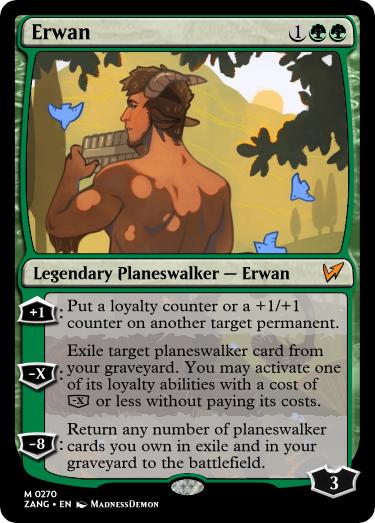 Erwan 1
Legendary Planeswalker — Erwan
+1: Put a loyalty counter or a +1/+1
counter on another target permanent.
-X: Exile target planeswalker card from
your graveyard. You may activate one
of its loyalty abilities with a cost of
-X or less without paying its costs.
-8: Return any number of planeswalker
cards you own in exile and in your
graveyard to the battlefield.
3
M 0270
ZANG • EN MadnessDemon